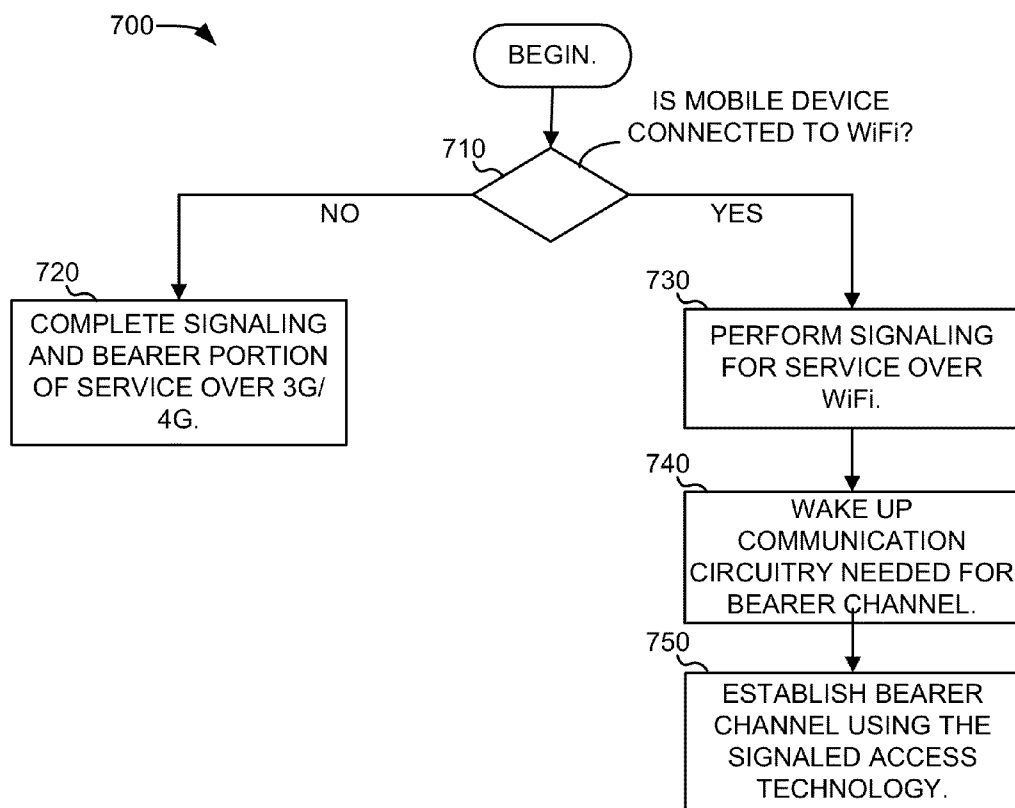 700
BEGIN.
IS MOBILE DEVICE
CONNECTED TO WiFi?
710
NO
YES
720
COMPLETE SIGNALING
AND BEARER PORTION
OF SERVICE OVER 3G/
4G.
730
PERFORM SIGNALING
FOR SERVICE OVER
WiFi.
740
WAKE UP
COMMUNICATION
CIRCUITRY NEEDED FOR
BEARER CHANNEL.
750
ESTABLISH BEARER
CHANNEL USING THE
SIGNALED ACCESS
TECHNOLOGY.